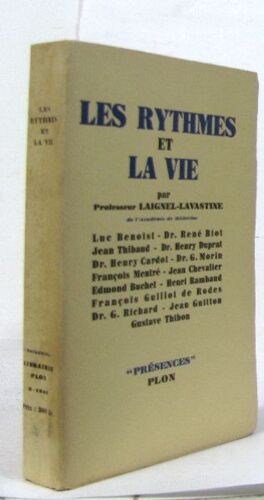 LES
RYTHMES
ET
LA VIE
LIBRAIRIE
PLON
LES RYTHMES
ET
LA VIE
par
Professeur LAIGNEL-LAVASTINE
de l'Académie de Médecine
Luc Benoist - Dr. René Biot
Jean Thibaud - Dr. Henry Duprat
Dr. Henry Cardot - Dr. G. Morin
François Mentré - Jean Chevalier
Edmond Buchet - Henri Rambaud
François Guillot de Rodes
Dr. G. Richard - Jean Guitton
Gustave Thibon
"PRÉSENCES"
PLON